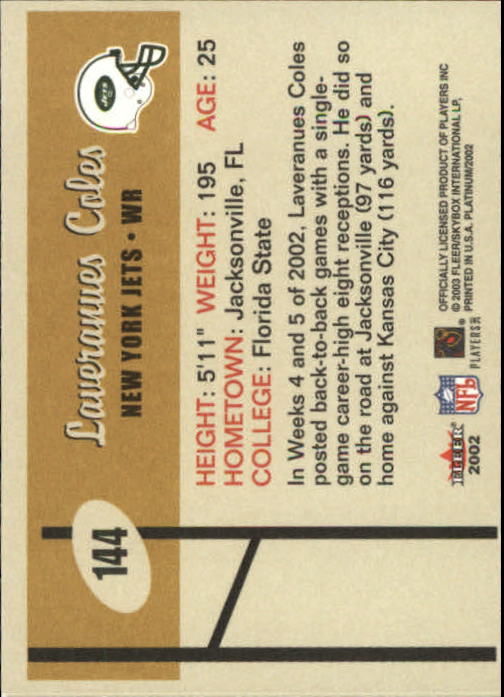 144
Laveranues Coles
NEW YORK JETS • WR
JETS
HEIGHT: 5'11" WEIGHT: 195 AGE: 25
HOMETOWN: Jacksonville, FL
COLLEGE: Florida State
In Weeks 4 and 5 of 2002, Laveranues Coles
posted back-to-back games with a single-
game career-high eight receptions. He did so
on the road at Jacksonville (97 yards) and
home against Kansas City (116 yards).
FLEER
2002
NFL
PLAYERS INC
OFFICIALLY LICENSED PRODUCT OF PLAYERS INC
© 2003 FLEER/SKYBOX INTERNATIONAL LP,
PRINTED IN U.S.A. PLATINUM/2002